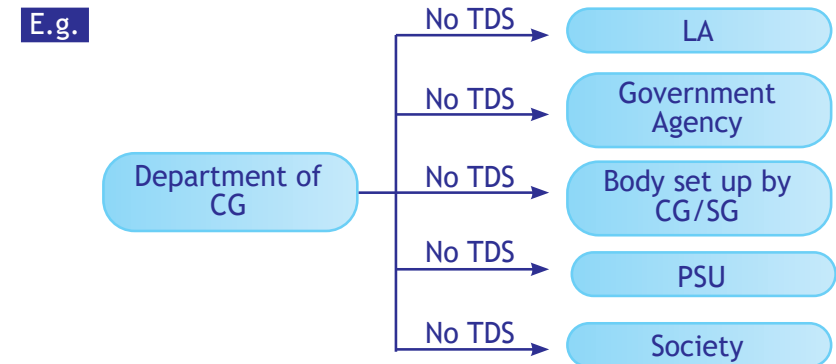 E.g.
No TDS
LA
No TDS
Government
Agency
Department of
CG
No TDS
Body set up by
CG/SG
No TDS
PSU
No TDS
Society